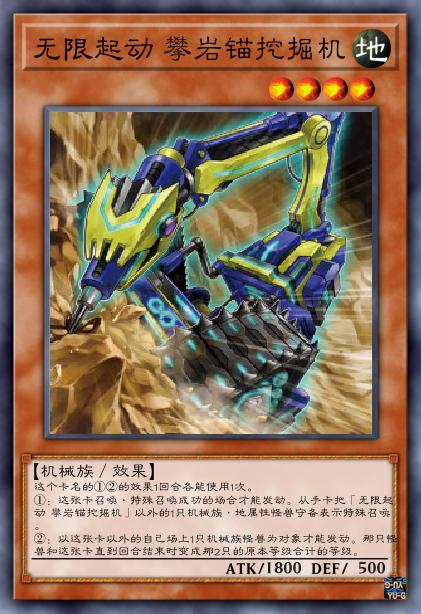 无限起动 攀岩锚挖掘机
地
【机械族/效果】
这个卡名的①②的效果1回合各能使用1次。
①：这张卡召唤·特殊召唤成功的场合才能发动。从手卡把「无限起
动 攀岩锚挖掘机」以外的1只机械族·地属性怪兽守备表示特殊召唤
。
②：以这张卡以外的自己场上1只机械族怪兽为对象才能发动。那只怪
兽和这张卡直到回合结束时变成那2只的原本等级合计的等级。
ATK/1800 DEF/ 500